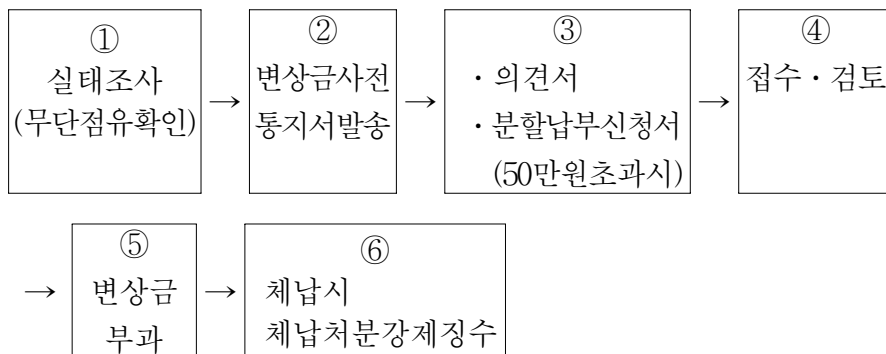 ①
실태조사
(무단점유확인)
→
②
변상금사전
통지서발송
→
③
· 의견서
· 분할납부신청서
(50만원초과시)
→
④
접수 · 검토
→
⑤
변상금
부과
→
⑥
체납시
체납처분강제징수